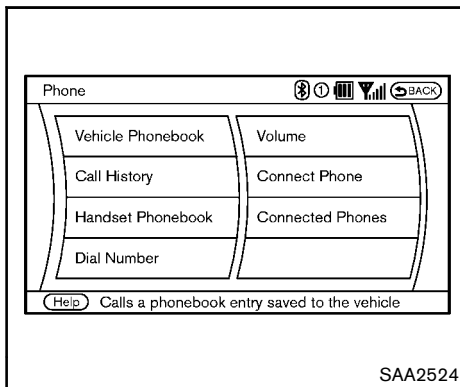 Phone ① BACK
Vehicle Phonebook Volume
Call History Connect Phone
Handset Phonebook Connected Phones
Dial Number
Help Calls a phonebook entry saved to the vehicle
SAA2524